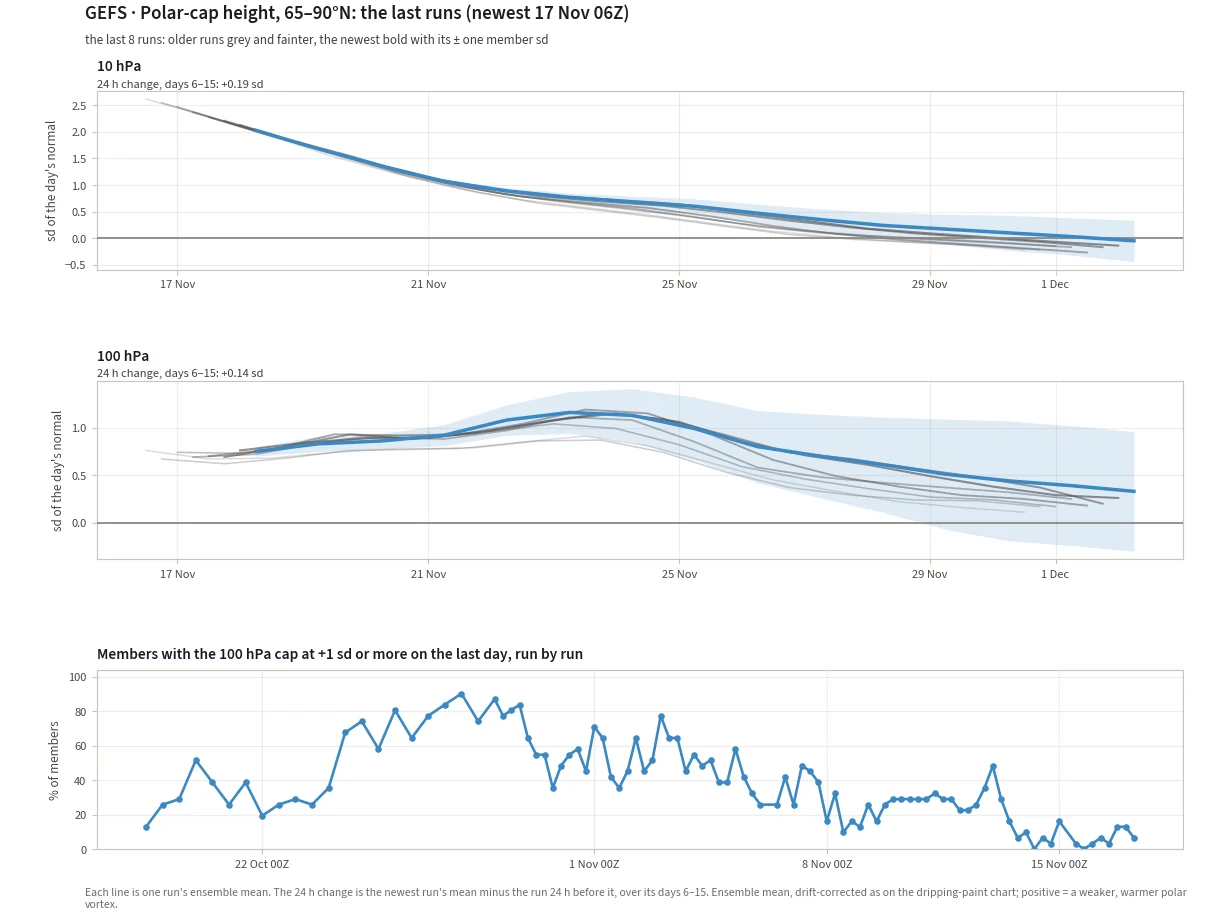 GEFS · Polar-cap height, 65–90°N: the last runs (newest 17 Nov 06Z)
the last 8 runs: older runs grey and fainter, the newest bold with its ± one member sd
10 hPa
24 h change, days 6–15: +0.19 sd
sd of the day's normal
2.5
2.0
1.5
1.0
0.5
0.0
−0.5
17 Nov
21 Nov
25 Nov
29 Nov
1 Dec
100 hPa
24 h change, days 6–15: +0.14 sd
sd of the day's normal
1.0
0.5
0.0
17 Nov
21 Nov
25 Nov
29 Nov
1 Dec
Members with the 100 hPa cap at +1 sd or more on the last day, run by run
% of members
100
80
60
40
20
0
22 Oct 00Z
1 Nov 00Z
8 Nov 00Z
15 Nov 00Z
Each line is one run's ensemble mean. The 24 h change is the newest run's mean minus the run 24 h before it, over its days 6–15. Ensemble mean, drift-corrected as on the dripping-paint chart; positive = a weaker, warmer polar
vortex.